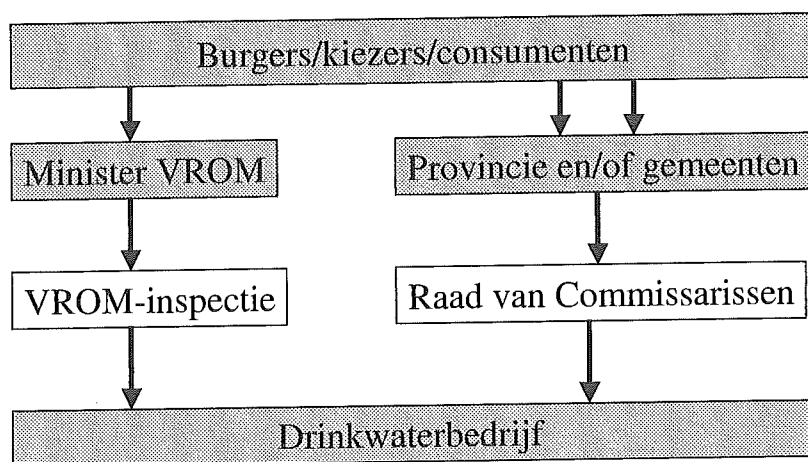 Burgers/kiezers/consumenten
Minister VROM
Provincie en/of gemeenten
VROM-inspectie
Raad van Commissarissen
Drinkwaterbedrijf